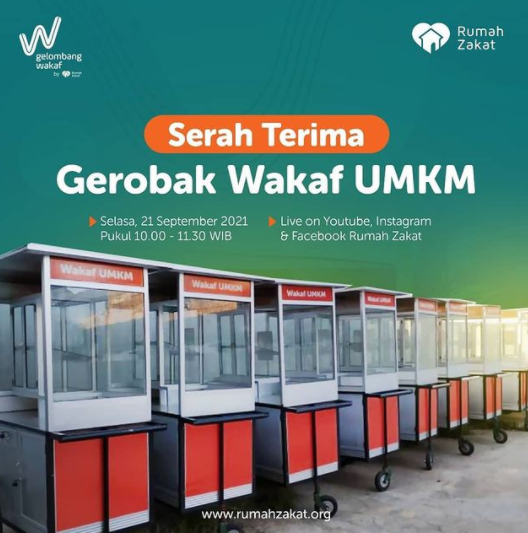 gelombang
wakaf
by Rumah Zakat
Rumah
Zakat
Serah Terima
Gerobak Wakaf UMKM
Selasa, 21 September 2021
Pukul 10.00 - 11.30 WIB
Live on Youtube, Instagram
& Facebook Rumah Zakat
Wakaf UMKM
Wakaf UMKM
Wakaf UMKM
Wakaf UMKM
www.rumahzakat.org